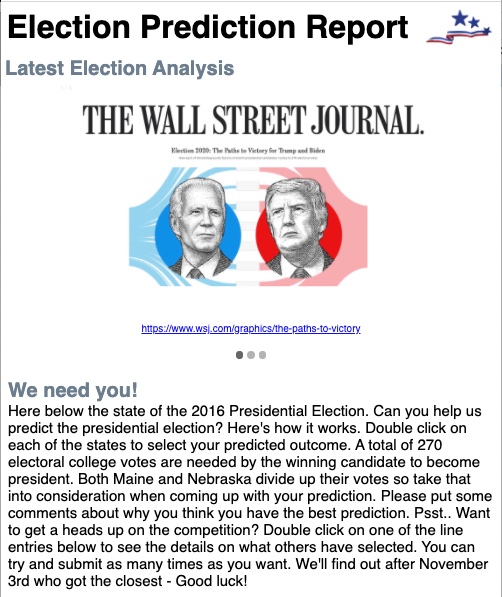 Election Prediction Report
Latest Election Analysis
THE WALL STREET JOURNAL.
Election 2020: The Paths to Victory for Trump and Biden
https://www.wsj.com/graphics/the-paths-to-victory
We need you!
Here below the state of the 2016 Presidential Election. Can you help us
predict the presidential election? Here's how it works. Double click on
each of the states to select your predicted outcome. A total of 270
electoral college votes are needed by the winning candidate to become
president. Both Maine and Nebraska divide up their votes so take that
into consideration when coming up with your prediction. Please put some
comments about why you think you have the best prediction. Psst.. Want
to get a heads up on the competition? Double click on one of the line
entries below to see the details on what others have selected. You can
try and submit as many times as you want. We'll find out after November
3rd who got the closest - Good luck!